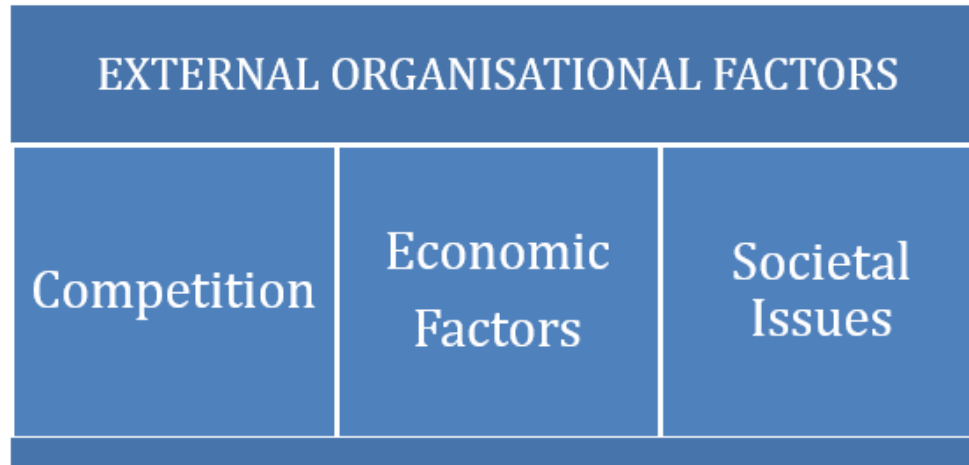 EXTERNAL ORGANISATIONAL FACTORS
Competition
Economic
Factors
Societal
Issues